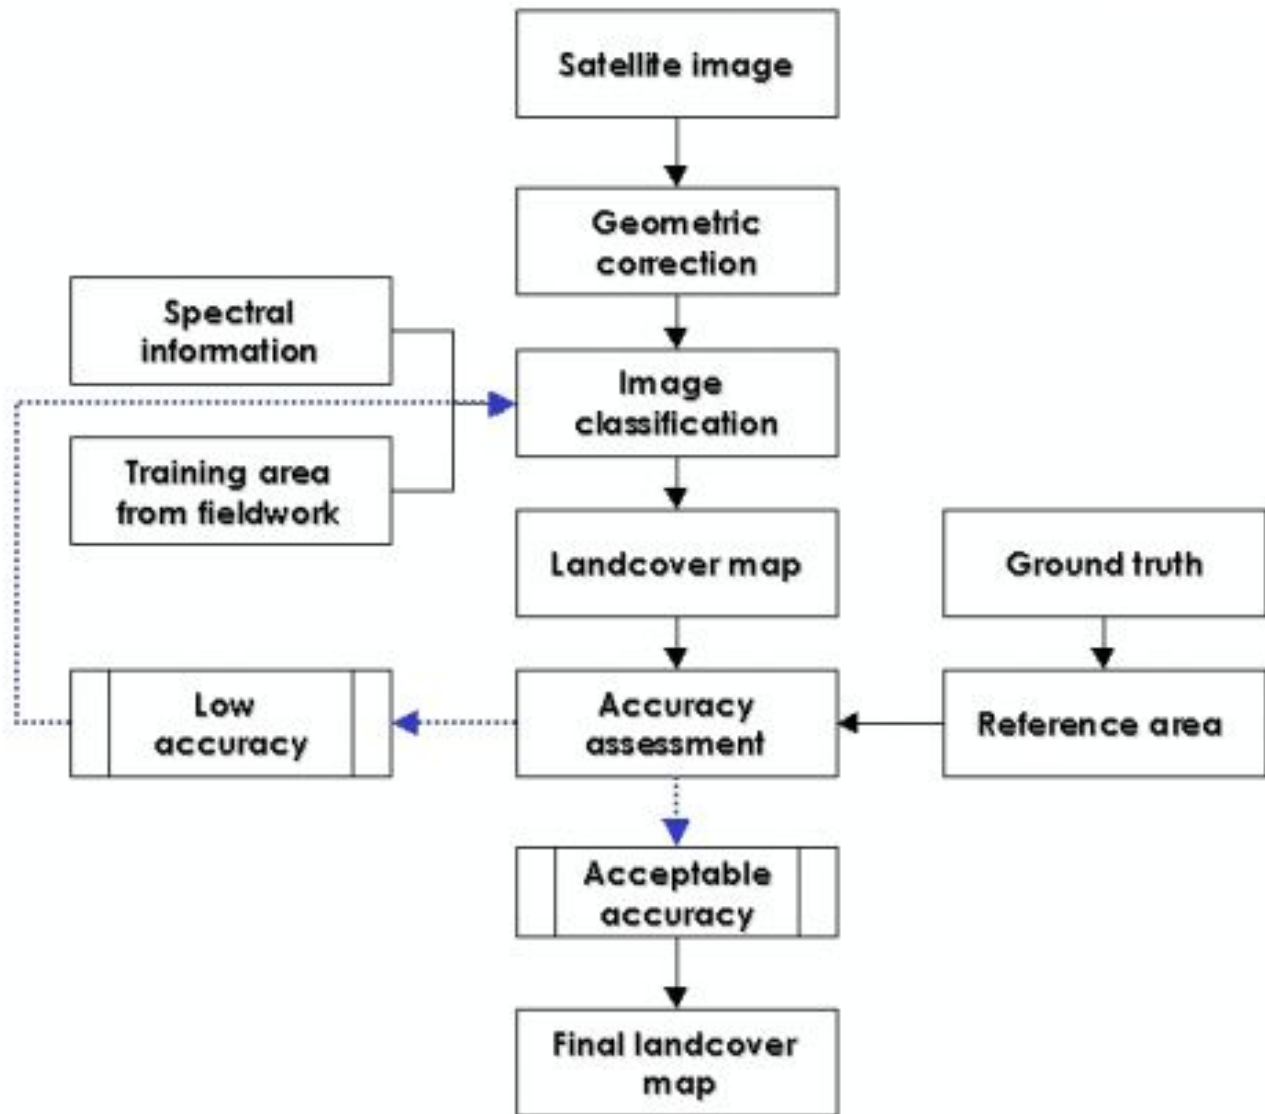 Satellite image
Geometric
correction
Spectral
information
Image
classification
Training area
from fieldwork
Landcover map
Ground truth
Low
accuracy
Accuracy
assessment
Reference area
Acceptable
accuracy
Final landcover
map